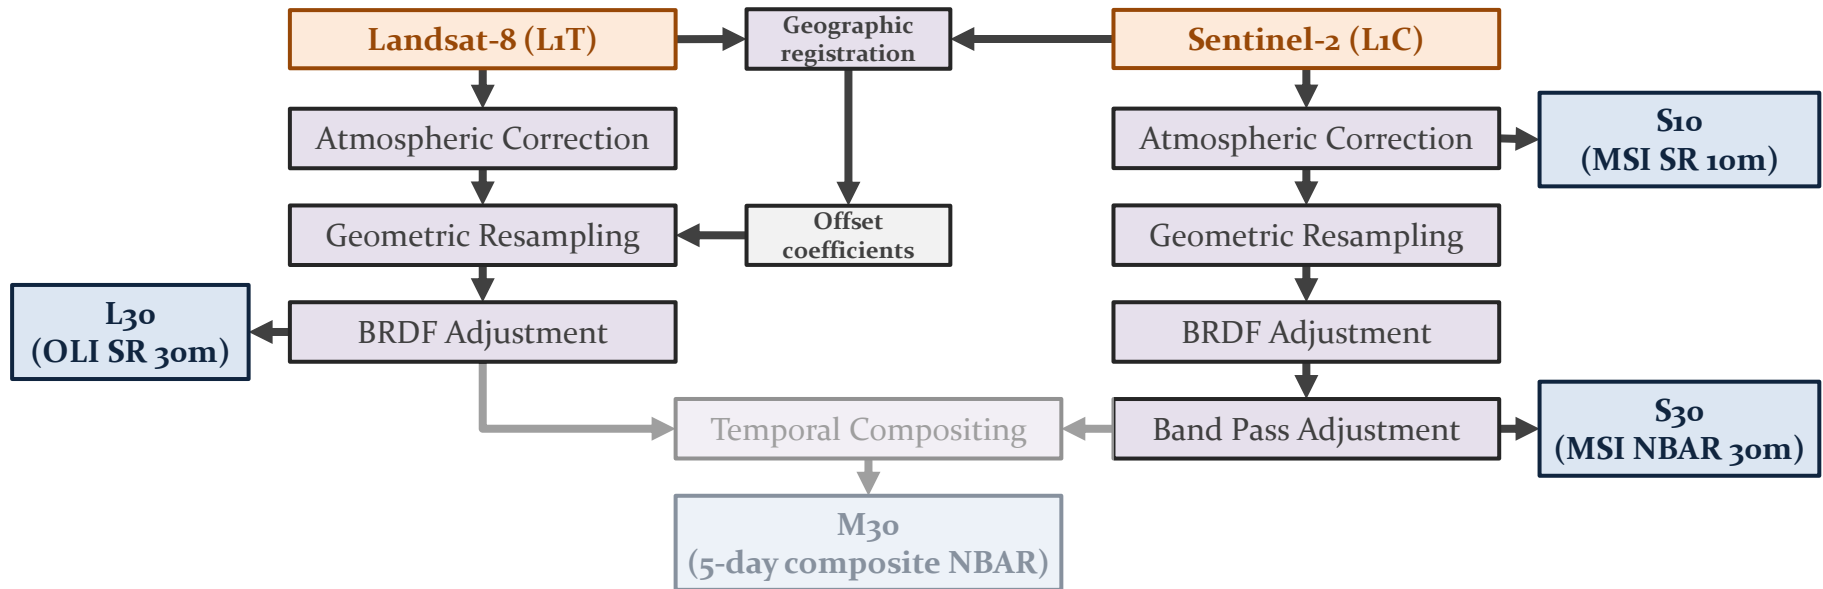 Landsat-8 (L1T)
Geographic
registration
Sentinel-2 (L1C)
Atmospheric Correction
Atmospheric Correction
S10
(MSI SR 10m)
Geometric Resampling
Offset
coefficients
Geometric Resampling
L30
(OLI SR 30m)
BRDF Adjustment
BRDF Adjustment
Temporal Compositing
Band Pass Adjustment
S30
(MSI NBAR 30m)
M30
(5-day composite NBAR)